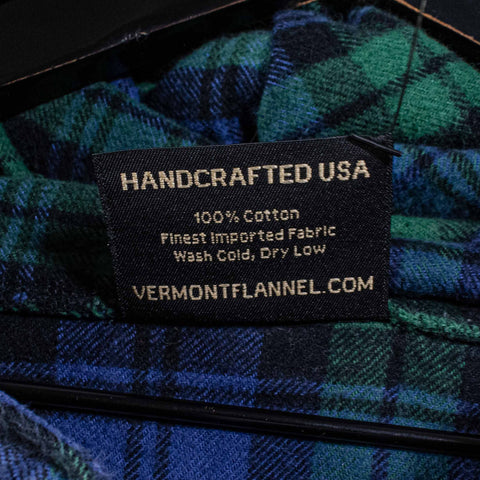 HANDCRAFTED USA
100% Cotton
Finest Imported Fabric
Wash Cold, Dry Low
VERMONTFLANNEL.COM